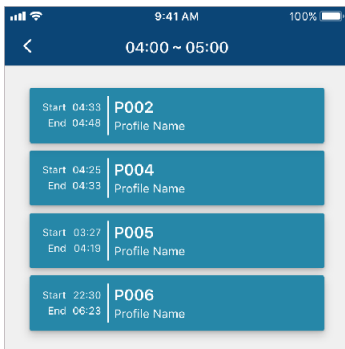 9:41 AM
100%
04:00 ~ 05:00
Start 04:33
End 04:48
P002
Profile Name
Start 04:25
End 04:33
P004
Profile Name
Start 03:27
End 04:19
P005
Profile Name
Start 22:30
End 06:23
P006
Profile Name